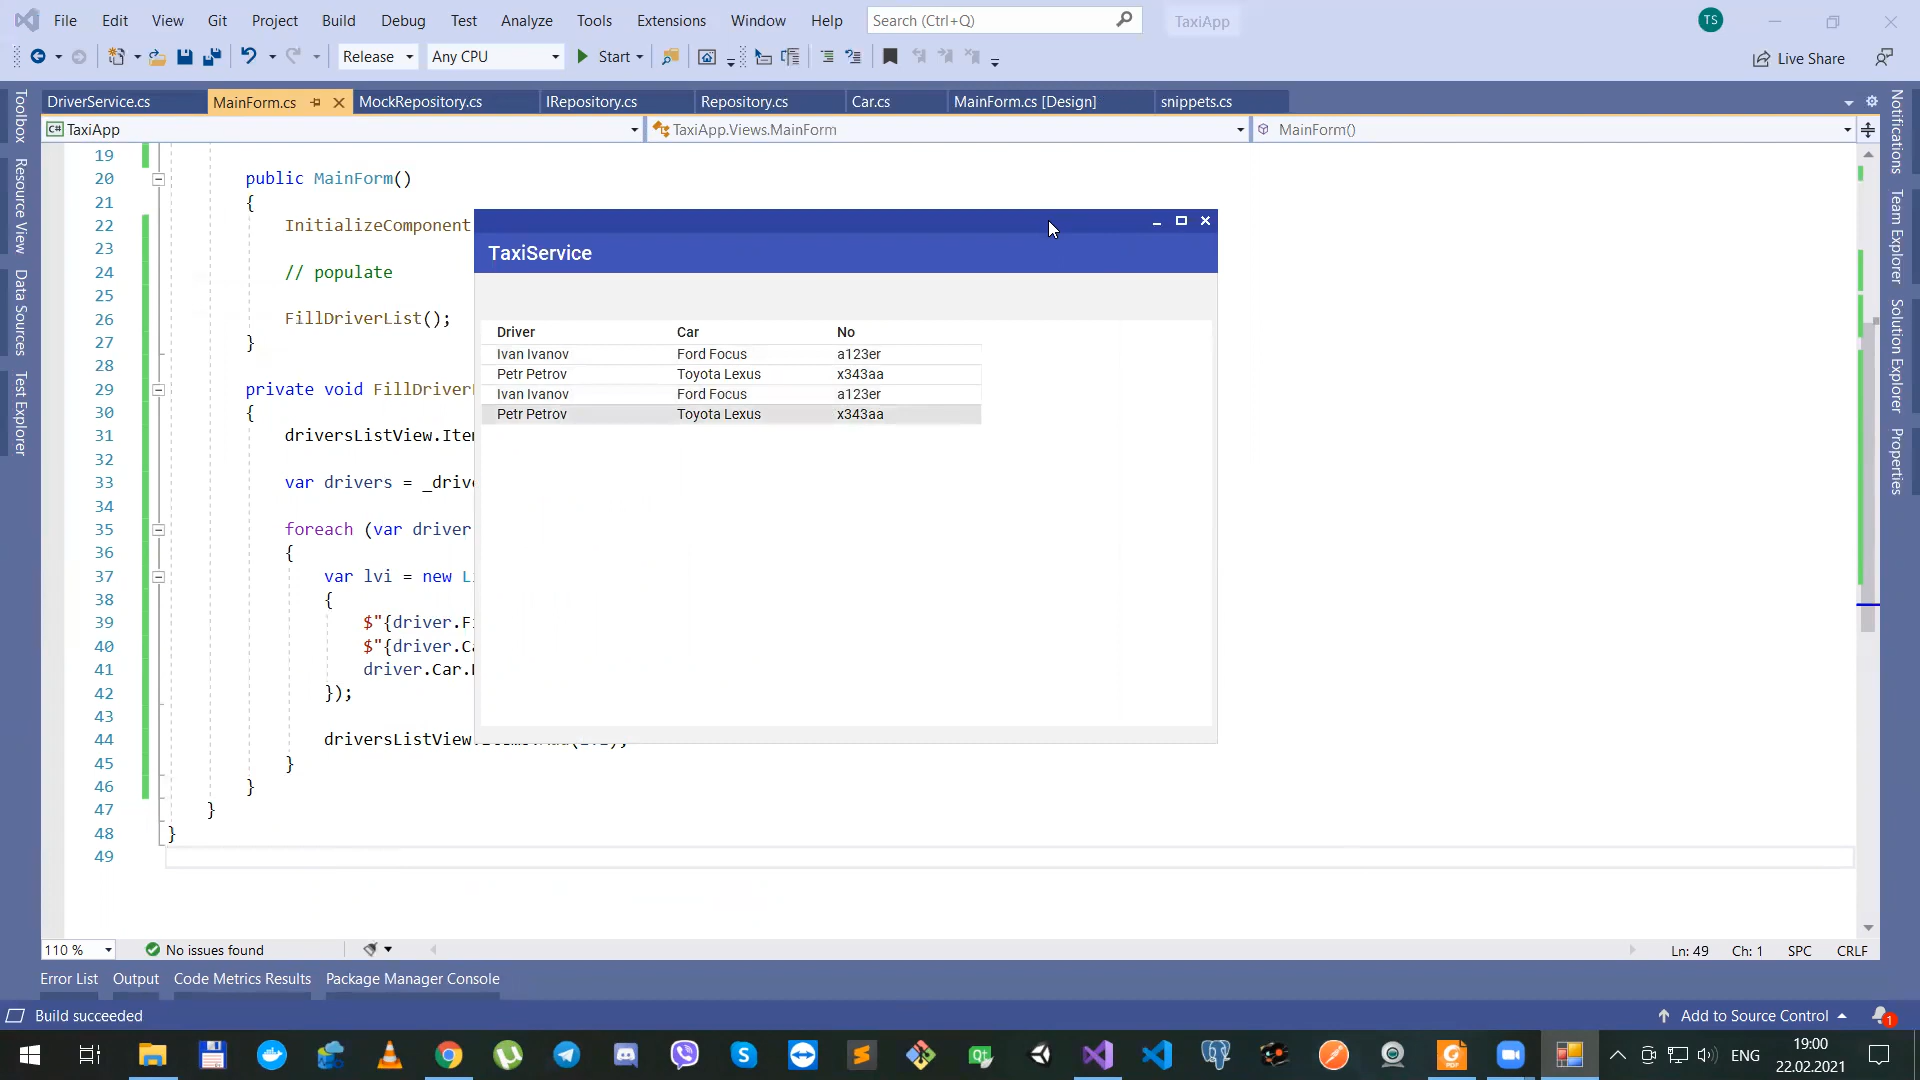 File Edit View Git Project Build Debug Test Analyze Tools Extensions Window Help Search (Ctrl+Q) TaxiApp TS
Release Any CPU Start Live Share
DriverService.cs MainForm.cs MockRepository.cs IRepository.cs Repository.cs Car.cs MainForm.cs [Design] snippets.cs
C# TaxiApp TaxiApp.Views.MainForm MainForm()
Toolbox
Resource View
Data Sources
Test Explorer
19
20 public MainForm()
21 {
22 InitializeComponent
23
24 // populate
25
26 FillDriverList();
27 }
28
29 private void FillDriver
30 {
31 driversListView.Ite
32
33 var drivers = _drive
34
35 foreach (var driver
36 {
37 var lvi = new L
38 {
39 $"{driver.F
40 $"{driver.C
41 driver.Car.
42 });
43
44 driversListView.
45 }
46 }
47 }
48 }
49
TaxiService
Driver Car No
Ivan Ivanov Ford Focus a123er
Petr Petrov Toyota Lexus x343aa
Ivan Ivanov Ford Focus a123er
Petr Petrov Toyota Lexus x343aa
Notifications
Team Explorer
Solution Explorer
Properties
110 % No issues found Ln: 49 Ch: 1 SPC CRLF
Error List Output Code Metrics Results Package Manager Console
Build succeeded Add to Source Control 1
ENG 19:00
22.02.2021